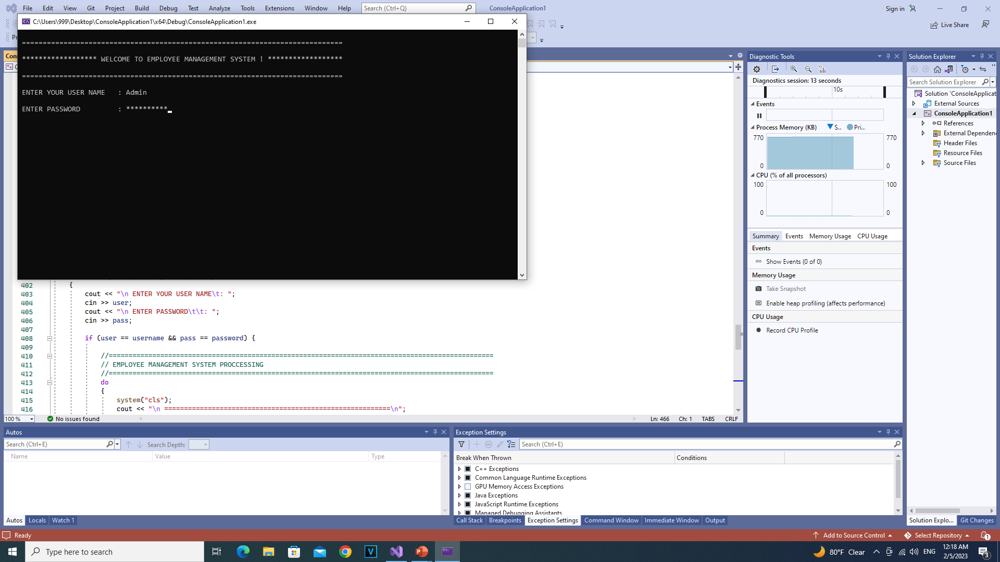 File Edit View Git Project Build Debug Test Analyze Tools Extensions Window Help Search (Ctrl+Q) ConsoleApplication1 Sign in
Live Share
C:\Users\999\Desktop\ConsoleApplication1\x64\Debug\ConsoleApplication1.exe
=============================================================================
****************** WELCOME TO EMPLOYEE MANAGEMENT SYSTEM ! ******************
=============================================================================
ENTER YOUR USER NAME : Admin
ENTER PASSWORD : **********
402 {
403 cout << "\n ENTER YOUR USER NAME\t: ";
404 cin >> user;
405 cout << "\n ENTER PASSWORD\t\t: ";
406 cin >> pass;
407
408 if (user == username && pass == password) {
409
410 //=================================================================================================
411 // EMPLOYEE MANAGEMENT SYSTEM PROCCESSING
412 //=================================================================================================
413 do
414 {
415 system("cls");
416 cout << "\n =========================================================\n";
100 % No issues found Ln: 466 Ch: 1 TABS CRLF
Diagnostic Tools
Diagnostics session: 13 seconds
10s
Events
Process Memory (KB) S... Pri...
770 770
0 0
CPU (% of all processors)
100 100
0 0
Summary Events Memory Usage CPU Usage
Events
Show Events (0 of 0)
Memory Usage
Take Snapshot
Enable heap profiling (affects performance)
CPU Usage
Record CPU Profile
Solution Explorer
Search Solution Explorer
Solution 'ConsoleApplicat
External Sources
ConsoleApplication1
References
External Dependen
Header Files
Resource Files
Source Files
Autos
Search (Ctrl+E) Search Depth:
Name Value Type
Autos Locals Watch 1
Exception Settings
Search (Ctrl+E)
Break When Thrown Conditions
C++ Exceptions
Common Language Runtime Exceptions
GPU Memory Access Exceptions
Java Exceptions
JavaScript Runtime Exceptions
Managed Debugging Assistants
Call Stack Breakpoints Exception Settings Command Window Immediate Window Output
Solution Explo... Git Changes
Ready Add to Source Control Select Repository 1
Type here to search
80°F Clear ENG 12:18 AM
2/5/2023 3